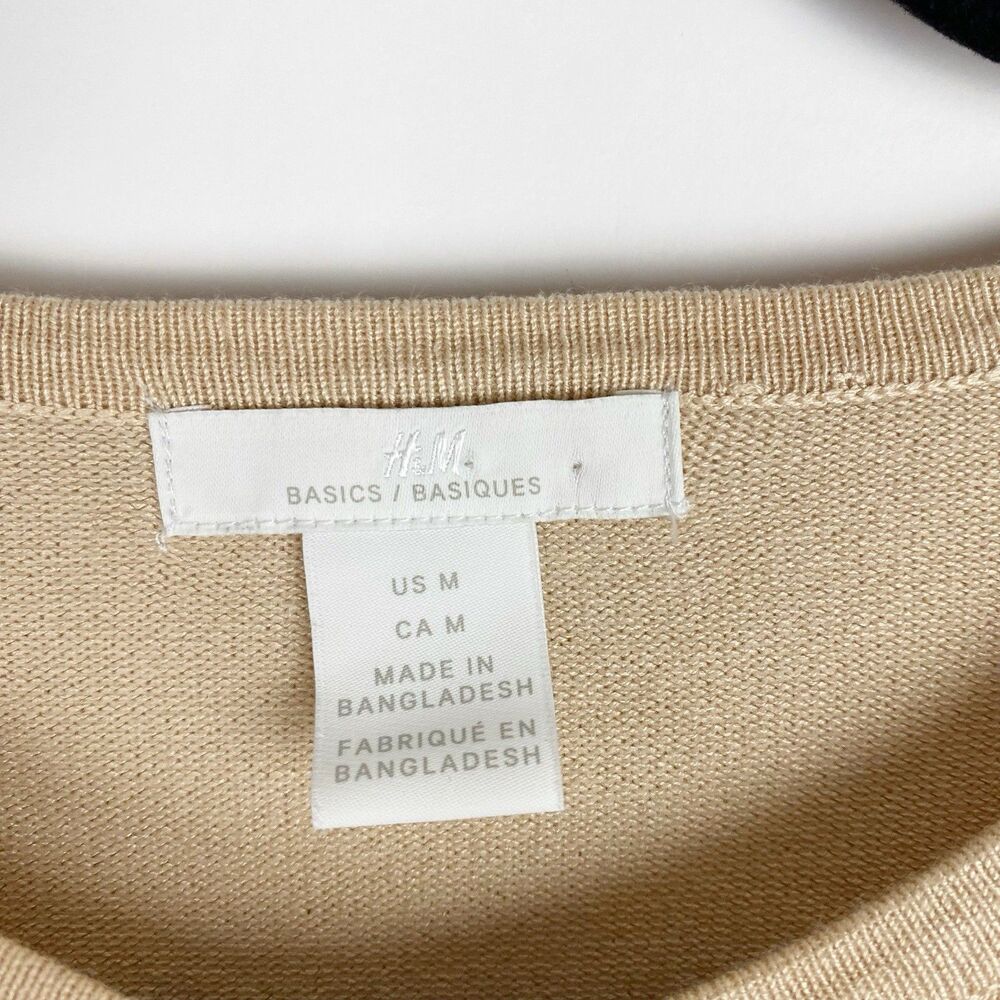 H&M
BASICS / BASIQUES
US M
CA M
MADE IN
BANGLADESH
FABRIQUÉ EN
BANGLADESH